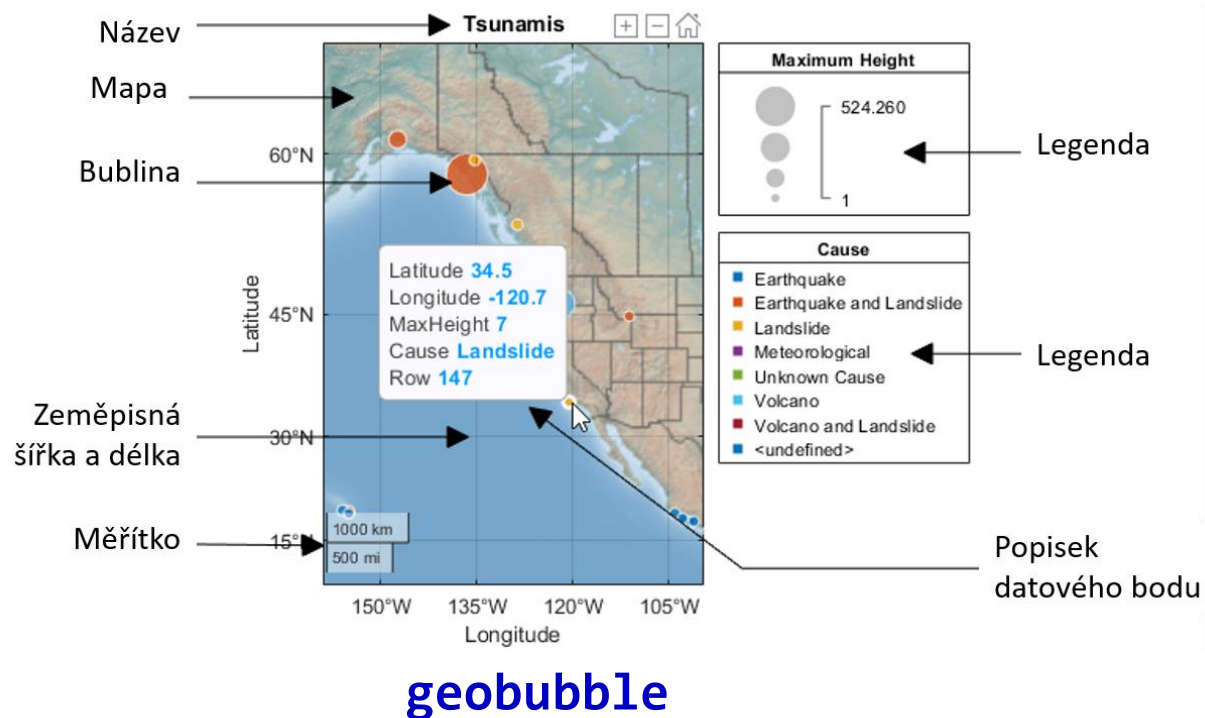 Název
Tsunamis
Mapa
Bublina
Zeměpisná
šířka a délka
Měřítko
Latitude
60°N
45°N
30°N
15°N
Latitude 34.5
Longitude -120.7
MaxHeight 7
Cause Landslide
Row 147
1000 km
500 mi
150°W
135°W
120°W
105°W
Longitude
Maximum Height
524.260
1
Legenda
Cause
Earthquake
Earthquake and Landslide
Landslide
Meteorological
Unknown Cause
Volcano
Volcano and Landslide
<undefined>
Legenda
Popisek
datového bodu
geobubble